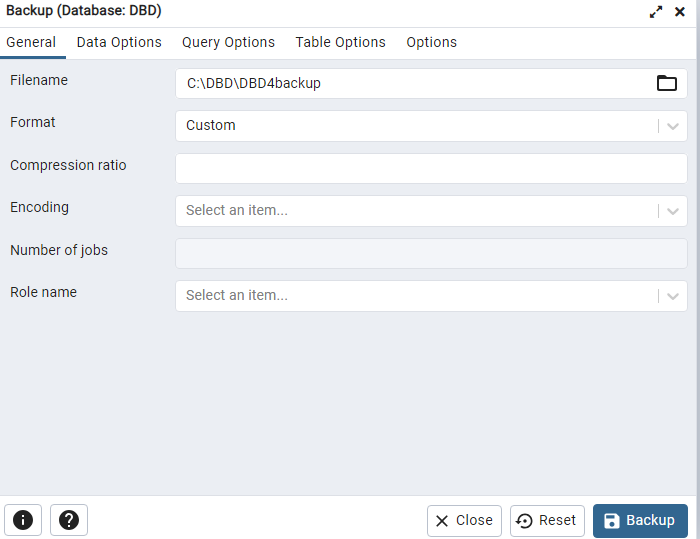 Backup (Database: DBD)
General Data Options Query Options Table Options Options
Filename C:\DBD\DBD4backup
Format Custom
Compression ratio
Encoding Select an item...
Number of jobs
Role name Select an item...
Close Reset Backup